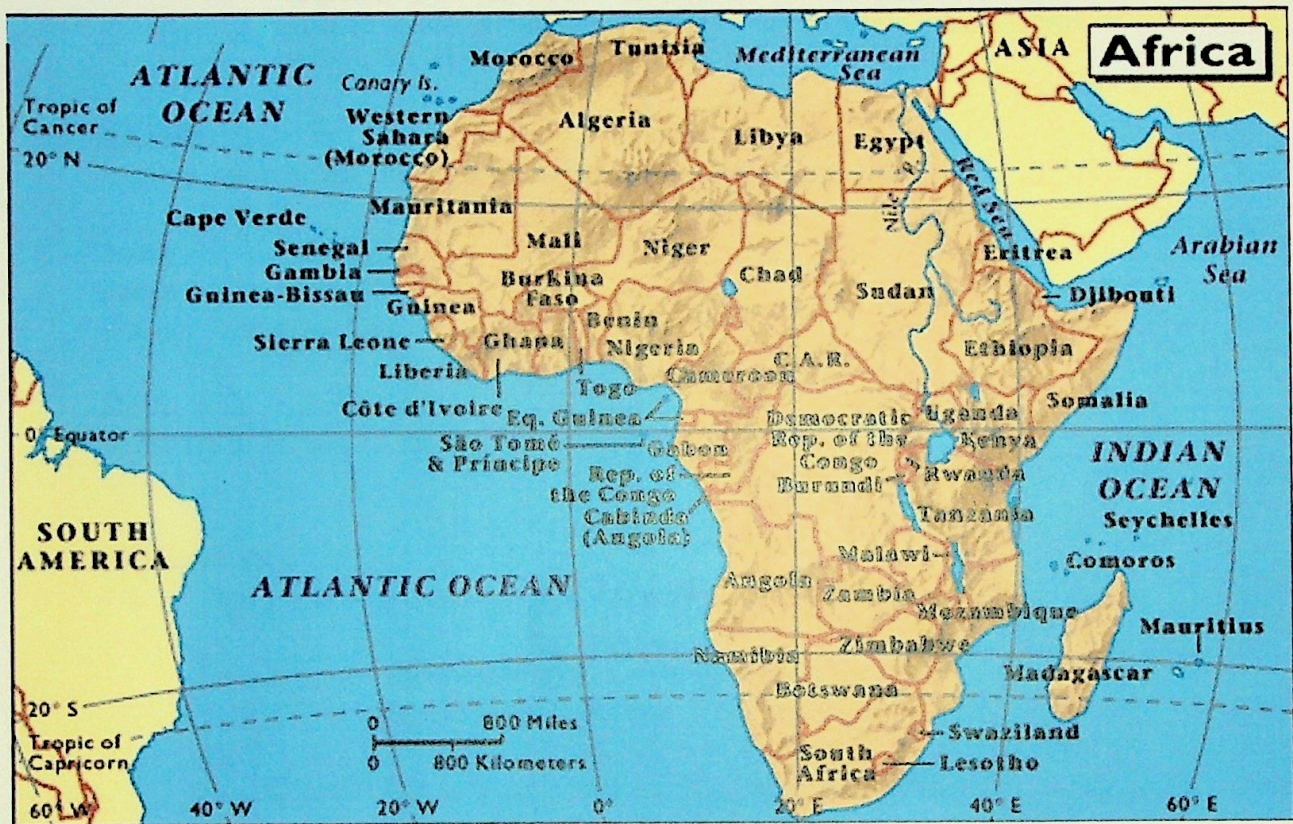 Africa
ASIA
Mediterranean
Sea
Tunisia
Morocco
ATLANTIC
OCEAN
Canary Is.
Tropic of
Cancer
Western
Sahara
(Morocco)
Algeria
Libya
Egypt
20° N
Nile R.
Red Sea
Mauritania
Cape Verde
Mali
Niger
Chad
Sudan
Eritrea
Arabian
Sea
Senegal
Gambia
Guinea-Bissau
Burkina
Faso
Djibouti
Guinea
Benin
Sierra Leone
Ghana
Nigeria
Ethiopia
C.A.R.
Liberia
Togo
Cameroon
Côte d'Ivoire
Eq. Guinea
Somalia
Democratic
Rep. of the
Congo
Uganda
Kenya
0° Equator
São Tomé
& Príncipe
Gabon
Rep. of
the Congo
Burundi
Rwanda
INDIAN
OCEAN
Cabinda
(Angola)
Tanzania
Seychelles
SOUTH
AMERICA
Malawi
Comoros
ATLANTIC OCEAN
Angola
Zambia
Mozambique
Mauritius
Zimbabwe
Namibia
Madagascar
Botswana
20° S
Tropic of
Capricorn
0 800 Miles
0 800 Kilometers
Swaziland
South
Africa
Lesotho
60° W
40° W
20° W
0°
20° E
40° E
60° E